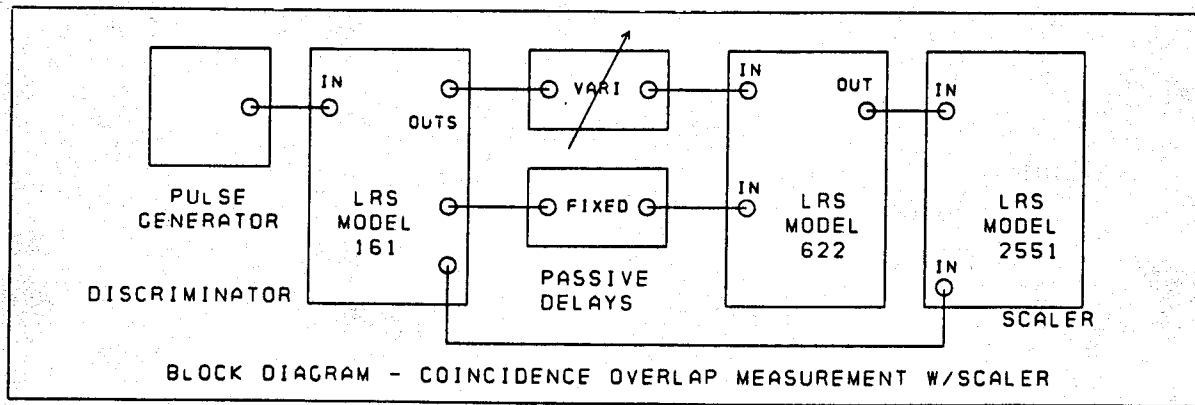 IN
OUTS
VARI
IN
OUT
IN
PULSE
GENERATOR
LRS
MODEL
161
FIXED
IN
LRS
MODEL
622
LRS
MODEL
2551
IN
DISCRIMINATOR
PASSIVE
DELAYS
SCALER
BLOCK DIAGRAM - COINCIDENCE OVERLAP MEASUREMENT W/SCALER